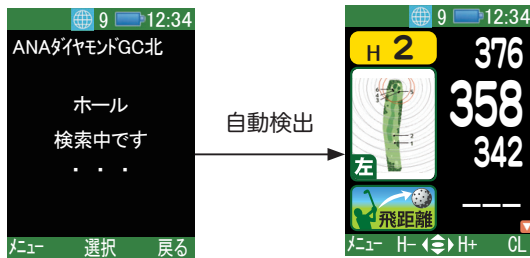 9 12:34
ANAﾀﾞｲﾔﾓﾝﾄﾞGC北
ホール
検索中です
・・・
ﾒﾆｭｰ 選択 戻る
自動検出
9 12:34
H 2
376
358
342
左
飛距離
---
ﾒﾆｭｰ H- H+ CL